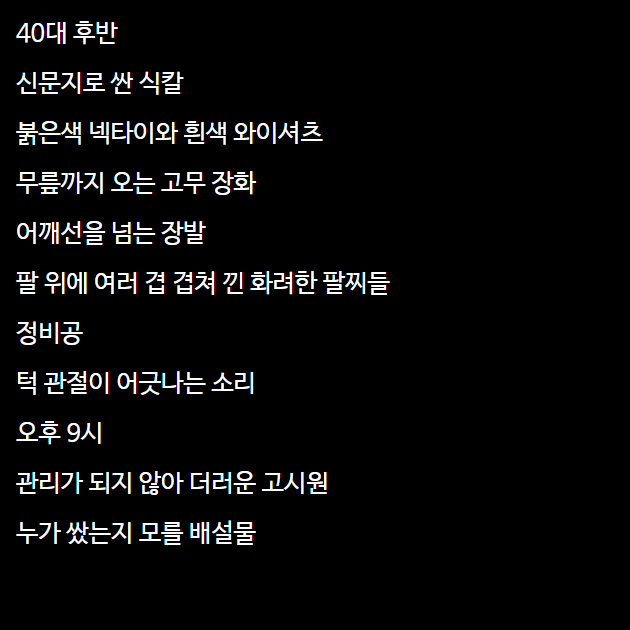 40대 후반
신문지로 싼 식칼
붉은색 넥타이와 흰색 와이셔츠
무릎까지 오는 고무 장화
어깨선을 넘는 장발
팔 위에 여러 겹 겹쳐 낀 화려한 팔찌들
정비공
턱 관절이 어긋나는 소리
오후 9시
관리가 되지 않아 더러운 고시원
누가 쌌는지 모를 배설물